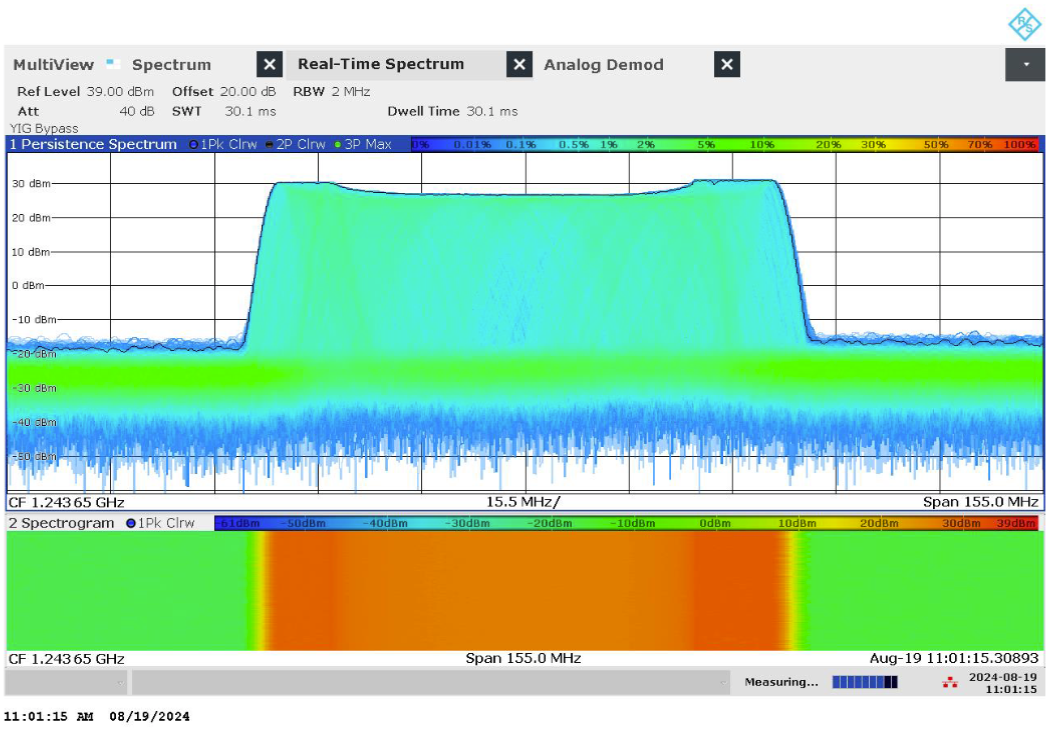 R S
MultiView Spectrum Real-Time Spectrum Analog Demod
Ref Level 39.00 dBm Offset 20.00 dB RBW 2 MHz
Att 40 dB SWT 30.1 ms Dwell Time 30.1 ms
YIG Bypass
1 Persistence Spectrum 1Pk Clrw 2P Clrw 3P Max 0% 0.01% 0.1% 0.5% 1% 2% 5% 10% 20% 30% 50% 70% 100%
30 dBm
20 dBm
10 dBm
0 dBm
-10 dBm
-20 dBm
-30 dBm
-40 dBm
-50 dBm
CF 1.24365 GHz 15.5 MHz/ Span 155.0 MHz
2 Spectrogram 1Pk Clrw -61dBm -50dBm -40dBm -30dBm -20dBm -10dBm 0dBm 10dBm 20dBm 30dBm 39dBm
CF 1.24365 GHz Span 155.0 MHz Aug-19 11:01:15.30893
Measuring... 2024-08-19
11:01:15
11:01:15 AM 08/19/2024